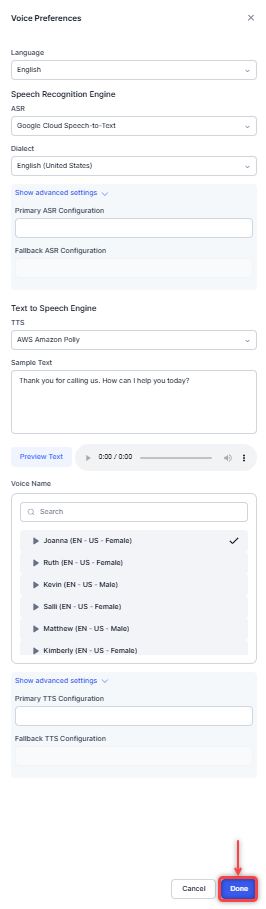 Voice Preferences
Language
English
Speech Recognition Engine
ASR
Google Cloud Speech-to-Text
Dialect
English (United States)
Show advanced settings
Primary ASR Configuration
Fallback ASR Configuration
Text to Speech Engine
TTS
AWS Amazon Polly
Sample Text
Thank you for calling us. How can I help you today?
Preview Text
0:00 / 0:00
Voice Name
Search
Joanna (EN - US - Female)
Ruth (EN - US - Female)
Kevin (EN - US - Male)
Salli (EN - US - Female)
Matthew (EN - US - Male)
Kimberly (EN - US - Female)
Show advanced settings
Primary TTS Configuration
Fallback TTS Configuration
Cancel Done